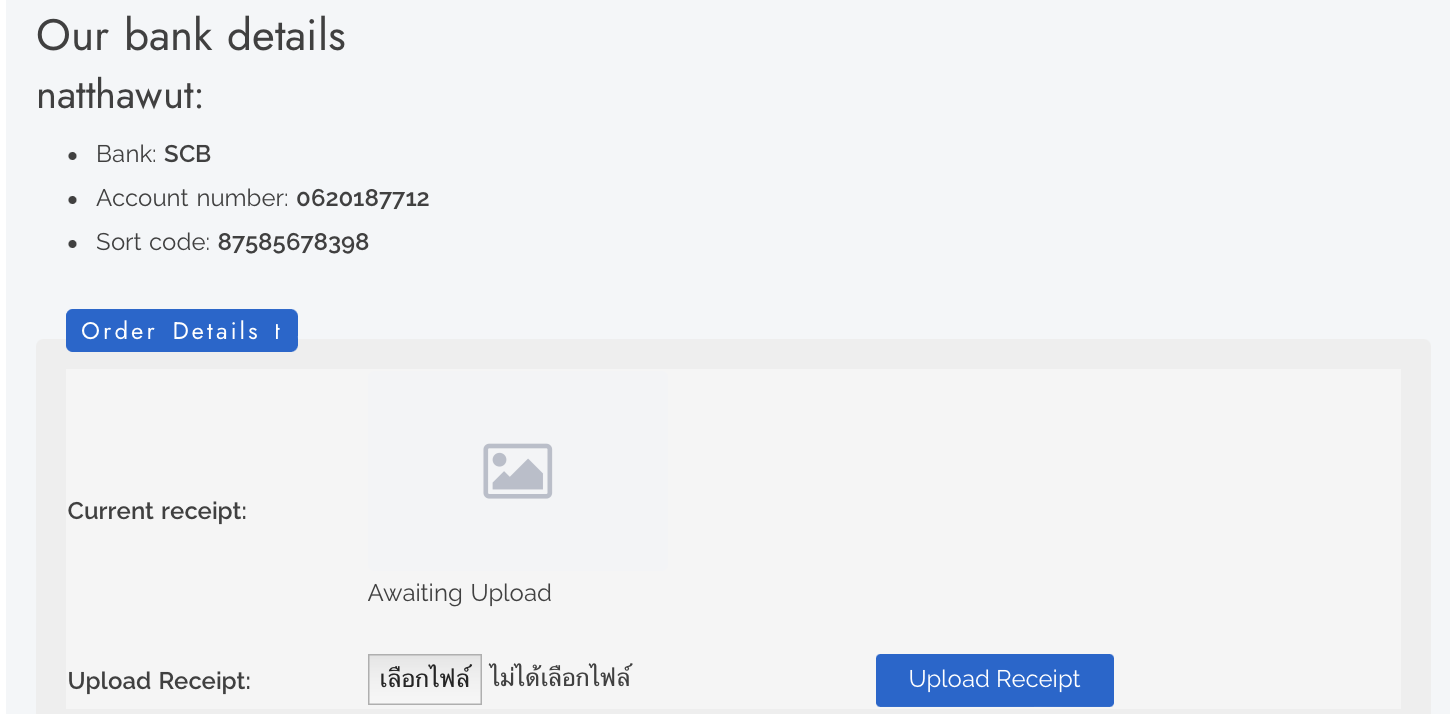 Our bank details
natthawut:
Bank: SCB
Account number: 0620187712
Sort code: 87585678398
Order Details t
Current receipt:
Awaiting Upload
Upload Receipt: เลือกไฟล์ ไม่ได้เลือกไฟล์ Upload Receipt